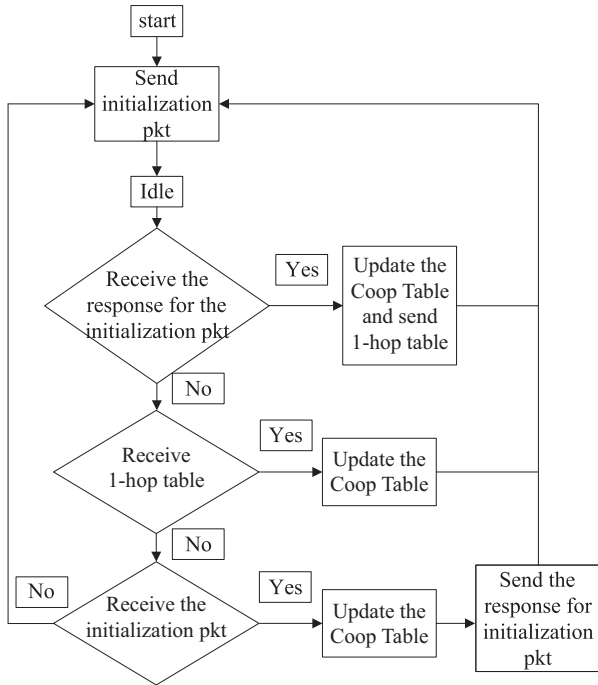 start
Send
initialization
pkt
Idle
Receive the
response for the
initialization pkt
Yes
Update the
Coop Table
and send
1-hop table
No
Receive
1-hop table
Yes
Update the
Coop Table
No
No
Receive the
initialization pkt
Yes
Update the
Coop Table
Send the
response for
initialization
pkt